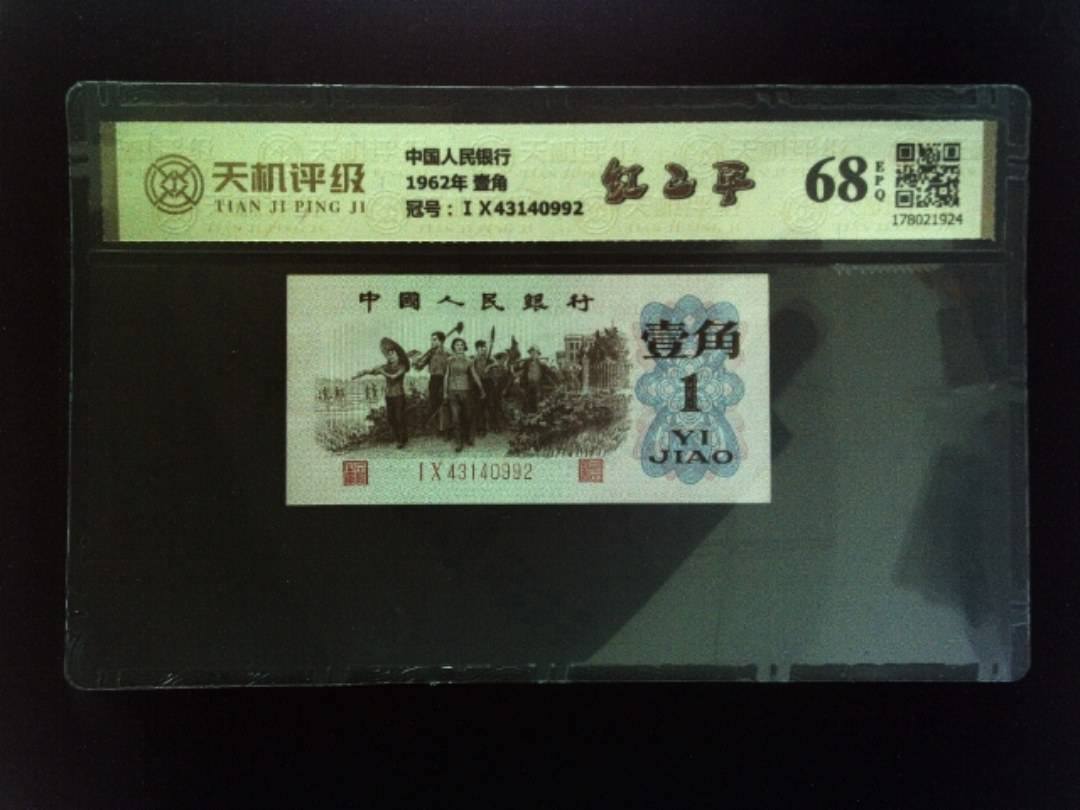 天机评级
TIAN JI PING JI
中国人民银行
1962年 壹角
冠号：ⅠⅩ43140992
红三平
68
EPQ
178021924
中國人民銀行
壹角
1
YI
JIAO
ⅠⅩ43140992